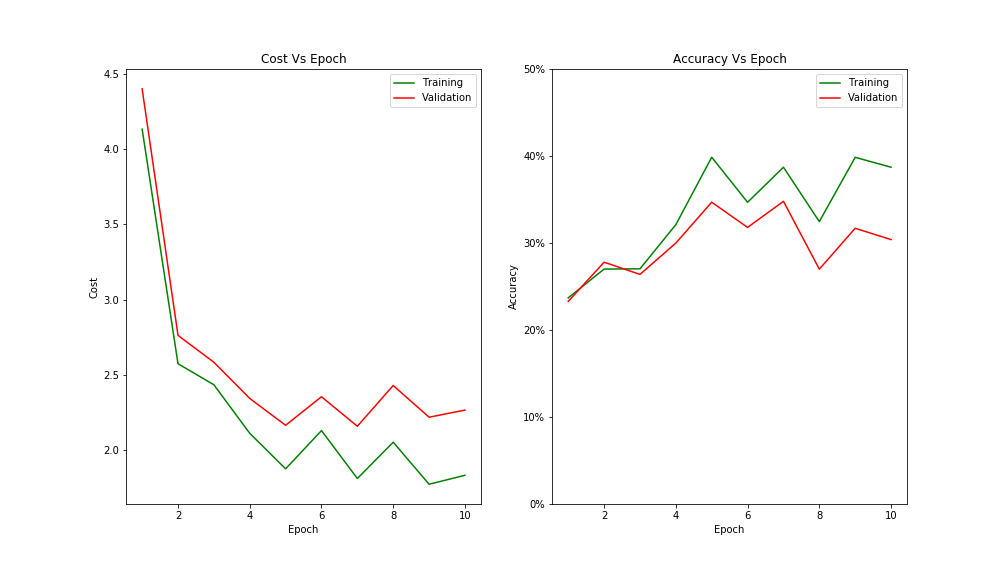 Cost Vs Epoch
4.5
4.0
3.5
3.0
2.5
2.0
Cost
2 4 6 8 10
Epoch
Training
Validation
Accuracy Vs Epoch
50%
40%
30%
20%
10%
0%
Accuracy
2 4 6 8 10
Epoch
Training
Validation